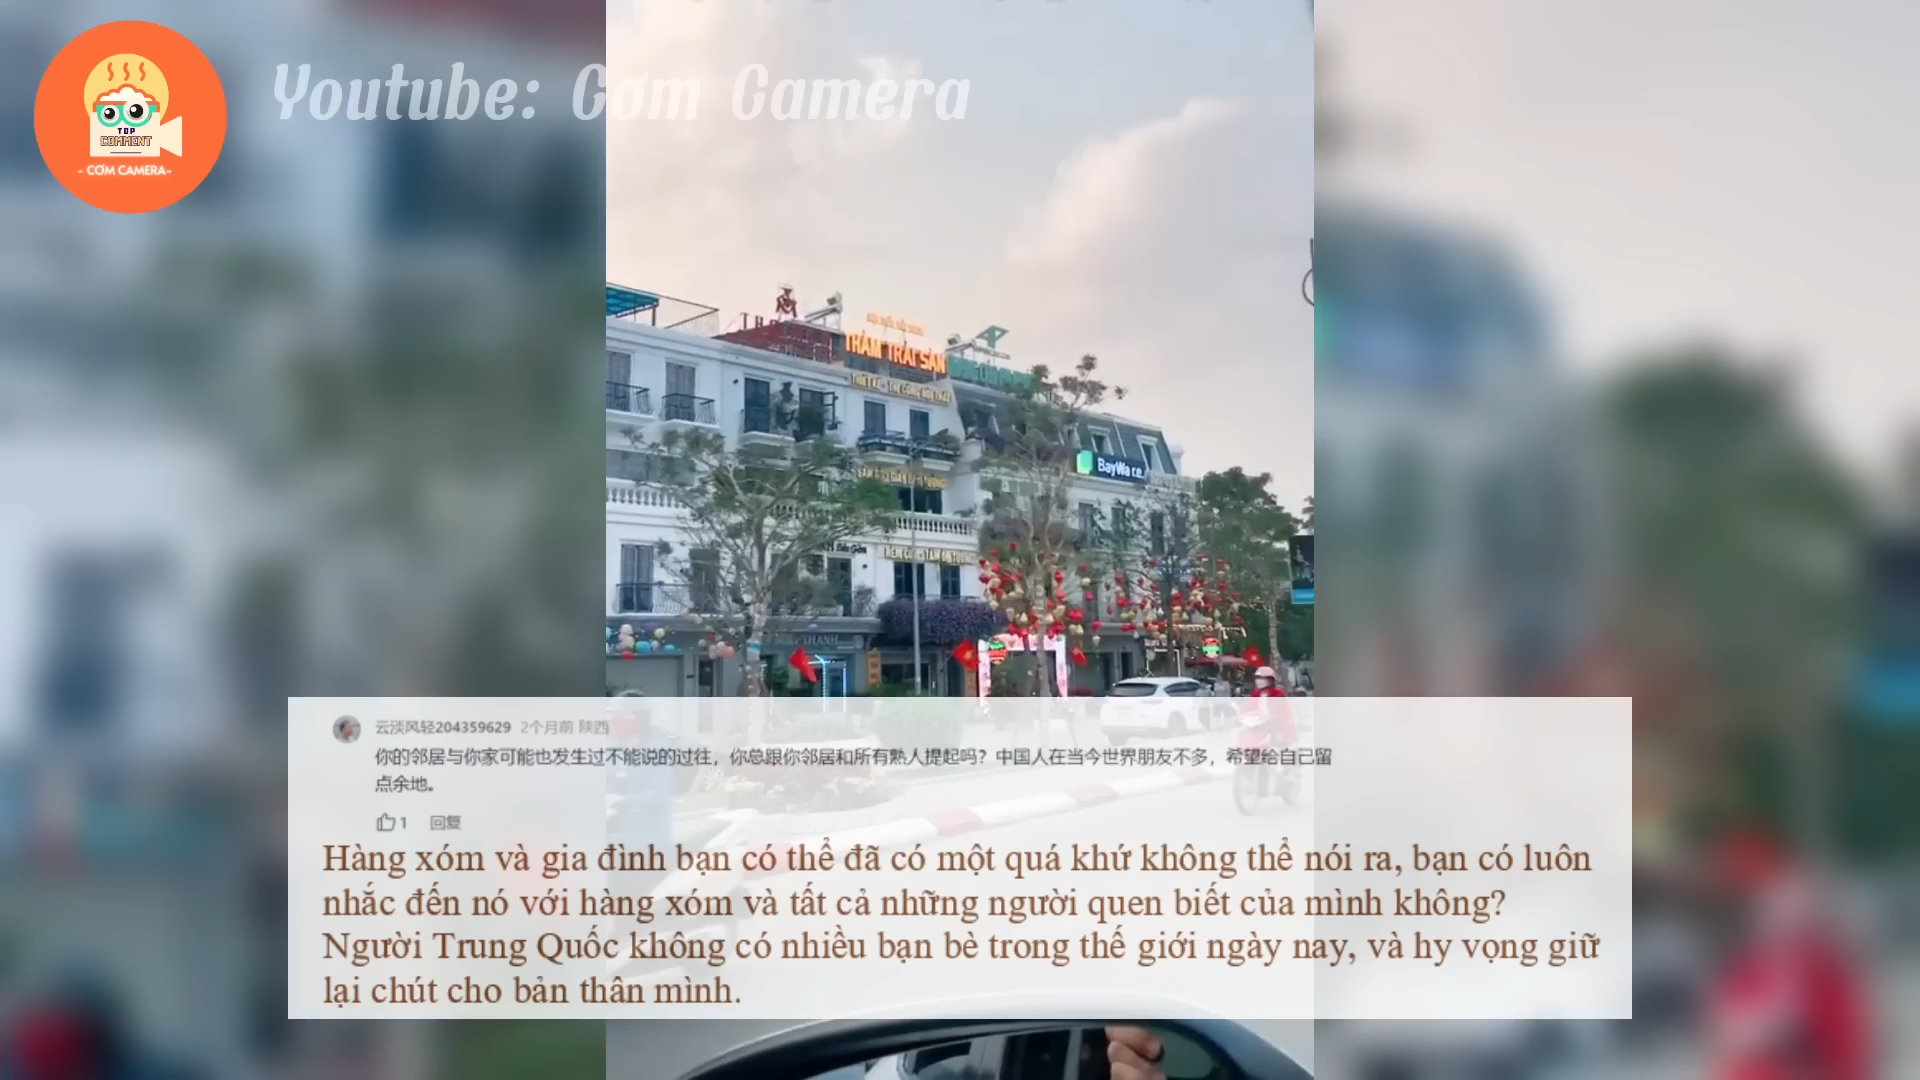 Youtube: Cơm Camera
TOP
COMMENT
- CƠM CAMERA-
THẢM TRẢI SÀN
BayWa r.e.
THANH
云淡风轻204359629 2个月前 陕西
你的邻居与你家可能也发生过不能说的过往，你总跟你邻居和所有熟人提起吗？中国人在当今世界朋友不多，希望给自己留
点余地。
1 回复
Hàng xóm và gia đình bạn có thể đã có một quá khứ không thể nói ra, bạn có luôn
nhắc đến nó với hàng xóm và tất cả những người quen biết của mình không?
Người Trung Quốc không có nhiều bạn bè trong thế giới ngày nay, và hy vọng giữ
lại chút cho bản thân mình.